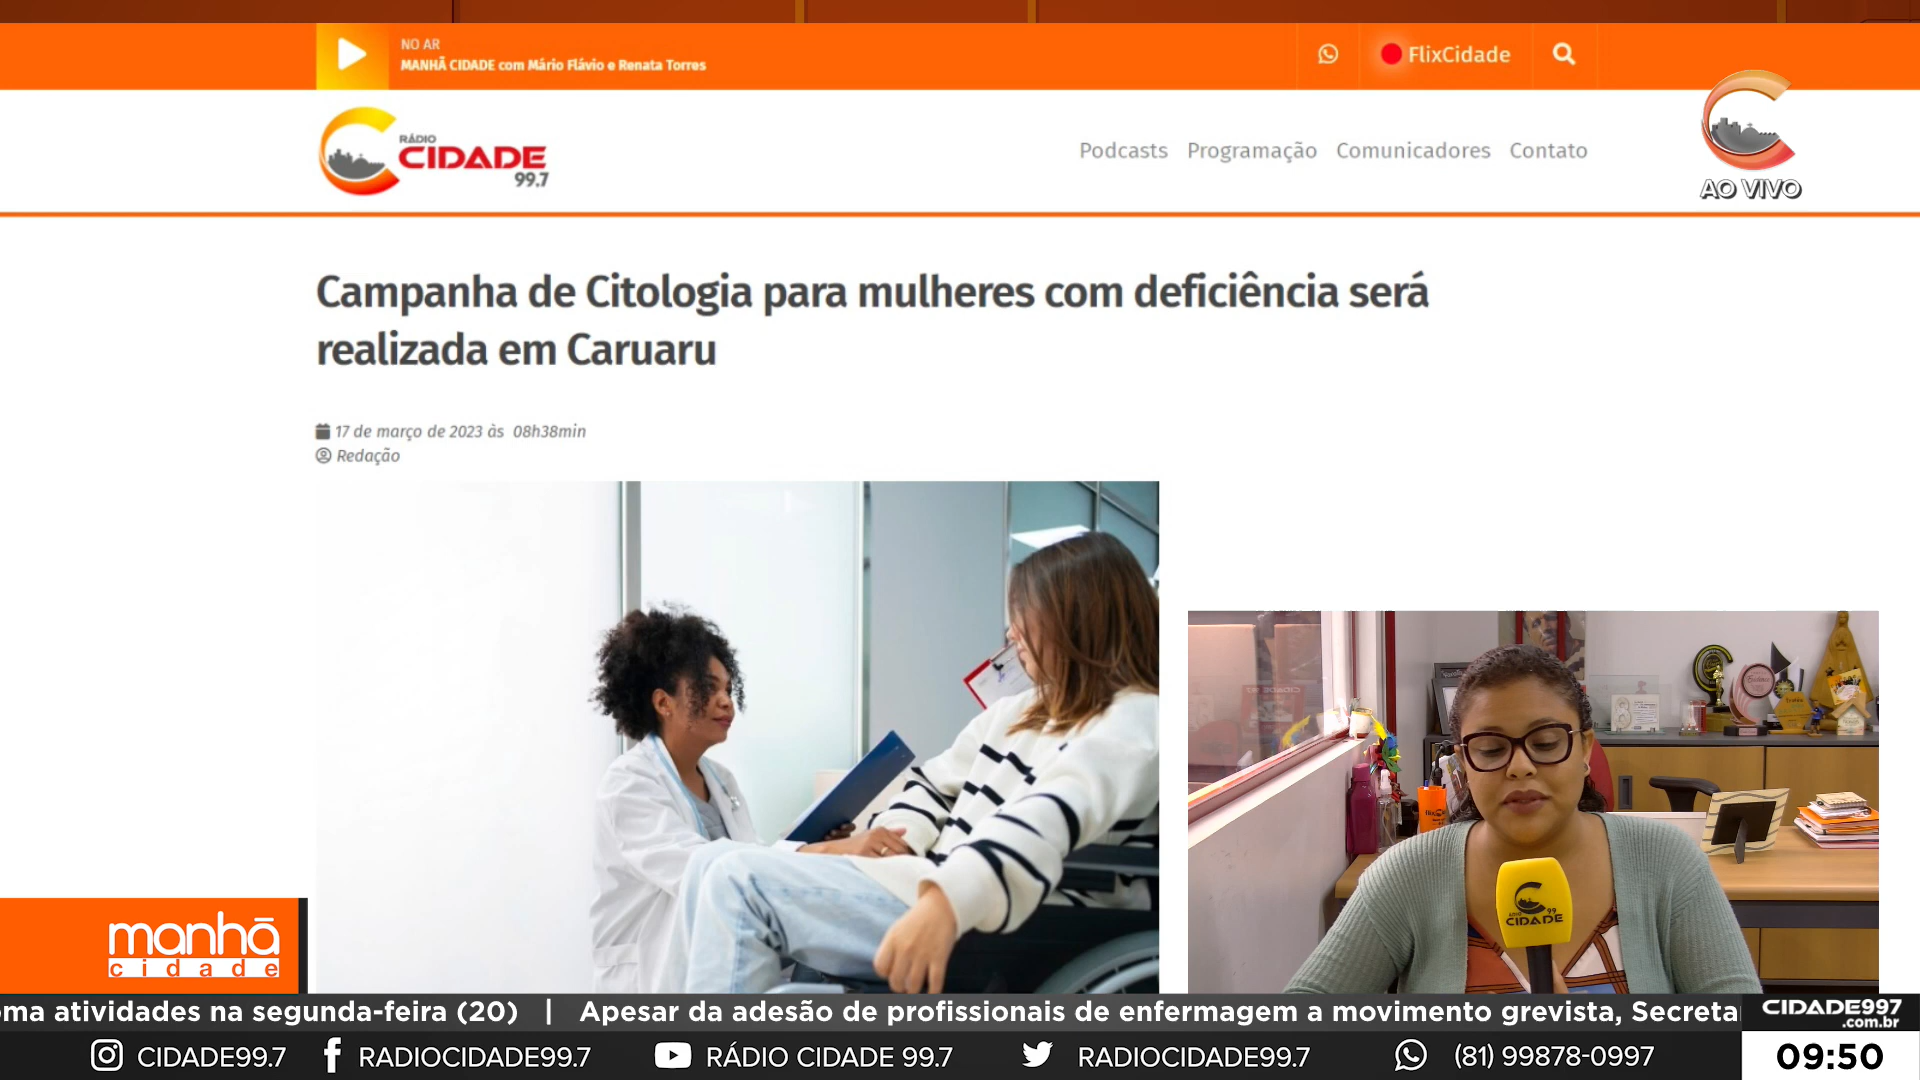 NO AR
MANHÃ CIDADE com Mário Flávio e Renata Torres
FlixCidade
RÁDIO
CIDADE
99.7
Podcasts Programação Comunicadores Contato
AO VIVO
Campanha de Citologia para mulheres com deficiência será
realizada em Caruaru
17 de março de 2023 às 08h38min
Redação
99
CIDADE
manhã
cidade
oma atividades na segunda-feira (20) | Apesar da adesão de profissionais de enfermagem a movimento grevista, Secreta
CIDADE997
.com.br
CIDADE99.7 RADIOCIDADE99.7 RÁDIO CIDADE 99.7 RADIOCIDADE99.7 (81) 99878-0997
09:50